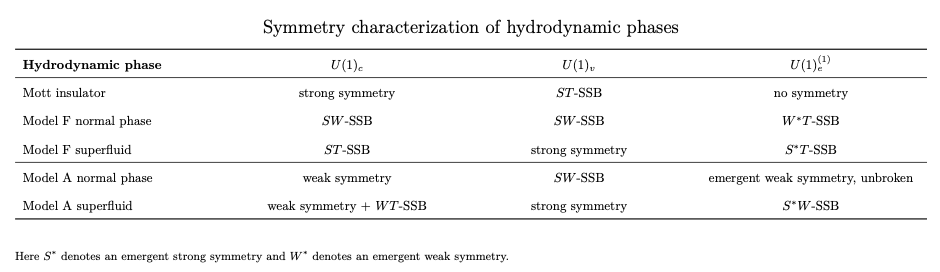 Symmetry characterization of hydrodynamic phases
Hydrodynamic phase U(1)_c U(1)_v U(1)_e^{(1)}
Mott insulator strong symmetry ST-SSB no symmetry
Model F normal phase SW-SSB SW-SSB W*T-SSB
Model F superfluid ST-SSB strong symmetry S*T-SSB
Model A normal phase weak symmetry SW-SSB emergent weak symmetry, unbroken
Model A superfluid weak symmetry + WT-SSB strong symmetry S*W-SSB
Here S* denotes an emergent strong symmetry and W* denotes an emergent weak symmetry.